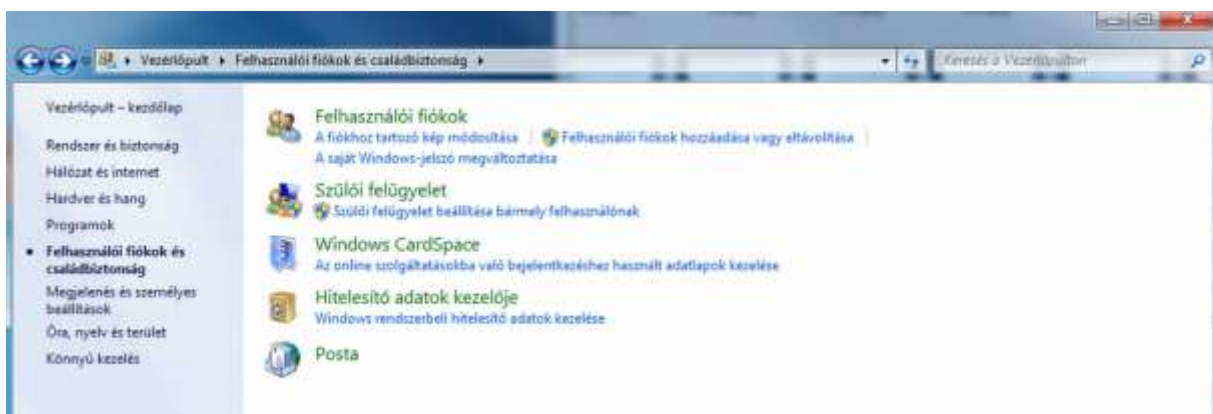 Vezérlőpult ▸ Felhasználói fiókok és családbiztonság ▸
Keresés a Vezérlőpulton
Vezérlőpult – kezdőlap
Rendszer és biztonság
Hálózat és internet
Hardver és hang
Programok
Felhasználói fiókok és
családbiztonság
Megjelenés és személyes
beállítások
Óra, nyelv és terület
Könnyű kezelés
Felhasználói fiókok
A fiókhoz tartozó kép módosítása | Felhasználói fiókok hozzáadása vagy eltávolítása |
A saját Windows-jelszó megváltoztatása
Szülői felügyelet
Szülői felügyelet beállítása bármely felhasználónak
Windows CardSpace
Az online szolgáltatásokba való bejelentkezéshez használt adatlapok kezelése
Hitelesítő adatok kezelője
Windows rendszerbeli hitelesítő adatok kezelése
Posta